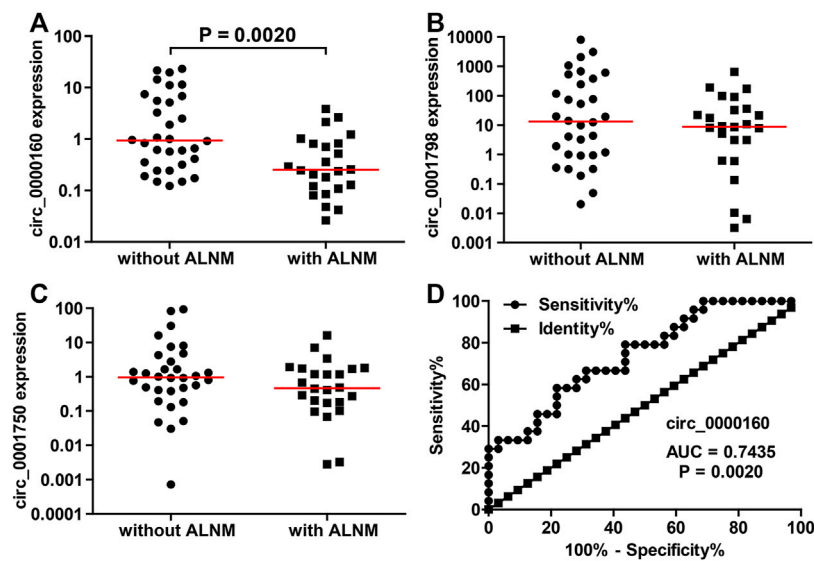 A
P = 0.0020
circ_0000160 expression
100
10
1
0.1
0.01
without ALNM
with ALNM
B
circ_0001798 expression
10000
1000
100
10
1
0.1
0.01
0.001
without ALNM
with ALNM
C
circ_0001750 expression
100
10
1
0.1
0.01
0.001
0.0001
without ALNM
with ALNM
D
Sensitivity%
Identity%
Sensitivity%
100
80
60
40
20
0
circ_0000160
AUC = 0.7435
P = 0.0020
0 20 40 60 80 100
100% - Specificity%